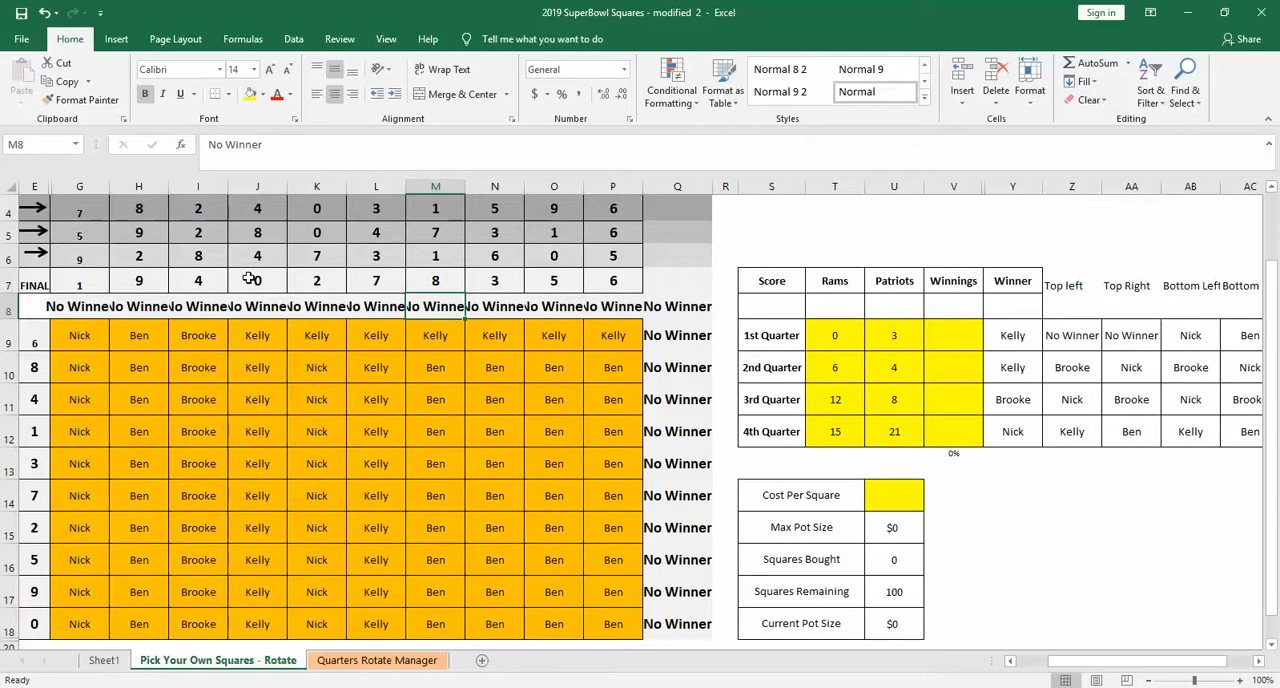 2019 SuperBowl Squares - modified 2 - Excel
Sign in
File Home Insert Page Layout Formulas Data Review View Help Tell me what you want to do Share
Paste Cut Copy Format Painter
Calibri 14 A A Wrap Text General Conditional Formatting Format as Table Normal 8 2 Normal 9 Normal 9 2 Normal Insert Delete Format AutoSum Fill Clear Sort & Filter Find & Select
B I U A Merge & Center $ % ,
Clipboard Font Alignment Number Styles Cells Editing
M8 fx No Winner
E G H I J K L M N O P Q R S T U V Y Z AA AB AC
4 7 8 2 4 0 3 1 5 9 6
5 5 9 2 8 0 4 7 3 1 6
6 9 2 8 4 7 3 1 6 0 5
7 FINAL 1 9 4 0 2 7 8 3 5 6 Score Rams Patriots Winnings Winner Top left Top Right Bottom Left Bottom
8 No Winne No Winne No Winne No Winne No Winne No Winne No Winne No Winne No Winne No Winne No Winner
9 6 Nick Ben Brooke Kelly Kelly Kelly Kelly Kelly Kelly Kelly No Winner 1st Quarter 0 3 Kelly No Winner No Winner Nick Ben
10 8 Nick Ben Brooke Kelly Nick Kelly Ben Ben Ben Ben No Winner 2nd Quarter 6 4 Kelly Brooke Nick Brooke Nick
11 4 Nick Ben Brooke Kelly Nick Kelly Ben Ben Ben Ben No Winner 3rd Quarter 12 8 Brooke Nick Brooke Nick Brook
12 1 Nick Ben Brooke Kelly Nick Kelly Ben Ben Ben Ben No Winner 4th Quarter 15 21 Nick Kelly Ben Kelly Ben
0%
13 3 Nick Ben Brooke Kelly Nick Kelly Ben Ben Ben Ben No Winner
14 7 Nick Ben Brooke Kelly Nick Kelly Ben Ben Ben Ben No Winner Cost Per Square
15 2 Nick Ben Brooke Kelly Nick Kelly Ben Ben Ben Ben No Winner Max Pot Size $0
16 5 Nick Ben Brooke Kelly Nick Kelly Ben Ben Ben Ben No Winner Squares Bought 0
17 9 Nick Ben Brooke Kelly Nick Kelly Ben Ben Ben Ben No Winner Squares Remaining 100
18 0 Nick Ben Brooke Kelly Nick Kelly Ben Ben Ben Ben No Winner Current Pot Size $0
20
Sheet1 Pick Your Own Squares - Rotate Quarters Rotate Manager
Ready 100%